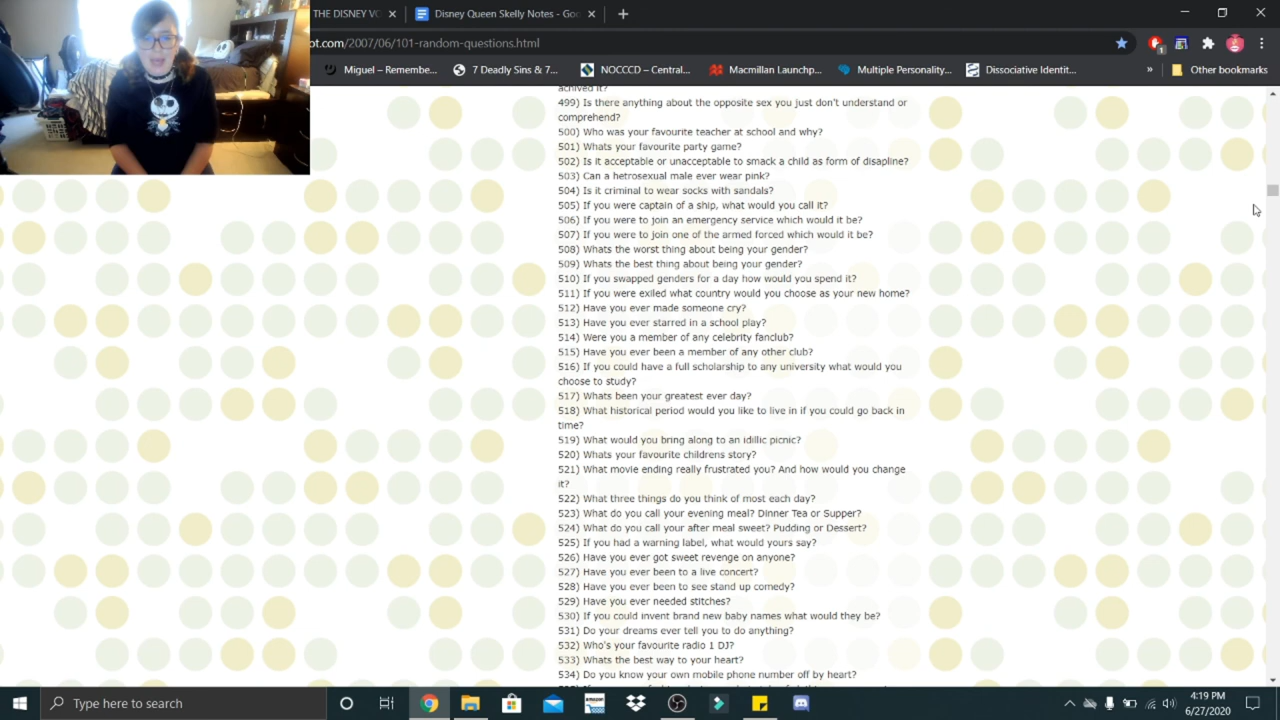 THE DISNEY VO
Disney Queen Skelly Notes - Goo
ot.com/2007/06/101-random-questions.html
Miguel – Remembe... 7 Deadly Sins & 7... NOCCCD – Central... Macmillan Launchp... Multiple Personality... Dissociative Identit... » Other bookmarks
achived it?
499) Is there anything about the opposite sex you just don't understand or
comprehend?
500) Who was your favourite teacher at school and why?
501) Whats your favourite party game?
502) Is it acceptable or unacceptable to smack a child as form of disapline?
503) Can a hetrosexual male ever wear pink?
504) Is it criminal to wear socks with sandals?
505) If you were captain of a ship, what would you call it?
506) If you were to join an emergency service which would it be?
507) If you were to join one of the armed forced which would it be?
508) Whats the worst thing about being your gender?
509) Whats the best thing about being your gender?
510) If you swapped genders for a day how would you spend it?
511) If you were exiled what country would you choose as your new home?
512) Have you ever made someone cry?
513) Have you ever starred in a school play?
514) Were you a member of any celebrity fanclub?
515) Have you ever been a member of any other club?
516) If you could have a full scholarship to any university what would you
choose to study?
517) Whats been your greatest ever day?
518) What historical period would you like to live in if you could go back in
time?
519) What would you bring along to an idillic picnic?
520) Whats your favourite childrens story?
521) What movie ending really frustrated you? And how would you change
it?
522) What three things do you think of most each day?
523) What do you call your evening meal? Dinner Tea or Supper?
524) What do you call your after meal sweet? Pudding or Dessert?
525) If you had a warning label, what would yours say?
526) Have you ever got sweet revenge on anyone?
527) Have you ever been to a live concert?
528) Have you ever been to see stand up comedy?
529) Have you ever needed stitches?
530) If you could invent brand new baby names what would they be?
531) Do your dreams ever tell you to do anything?
532) Who's your favourite radio 1 DJ?
533) Whats the best way to your heart?
534) Do you know your own mobile phone number off by heart?
Type here to search
4:19 PM
6/27/2020